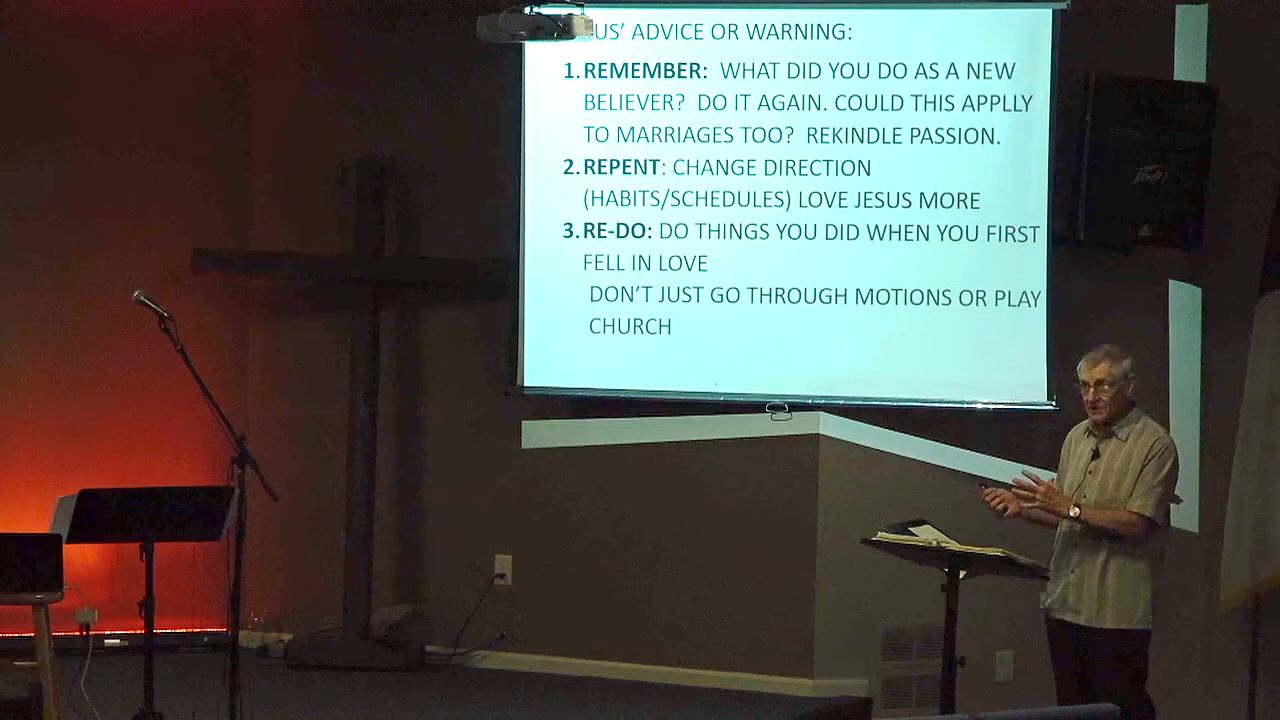 US' ADVICE OR WARNING:
1. REMEMBER: WHAT DID YOU DO AS A NEW
BELIEVER? DO IT AGAIN. COULD THIS APPLLY
TO MARRIAGES TOO? REKINDLE PASSION.
2. REPENT: CHANGE DIRECTION
(HABITS/SCHEDULES) LOVE JESUS MORE
3. RE-DO: DO THINGS YOU DID WHEN YOU FIRST
FELL IN LOVE
DON'T JUST GO THROUGH MOTIONS OR PLAY
CHURCH
Peavey